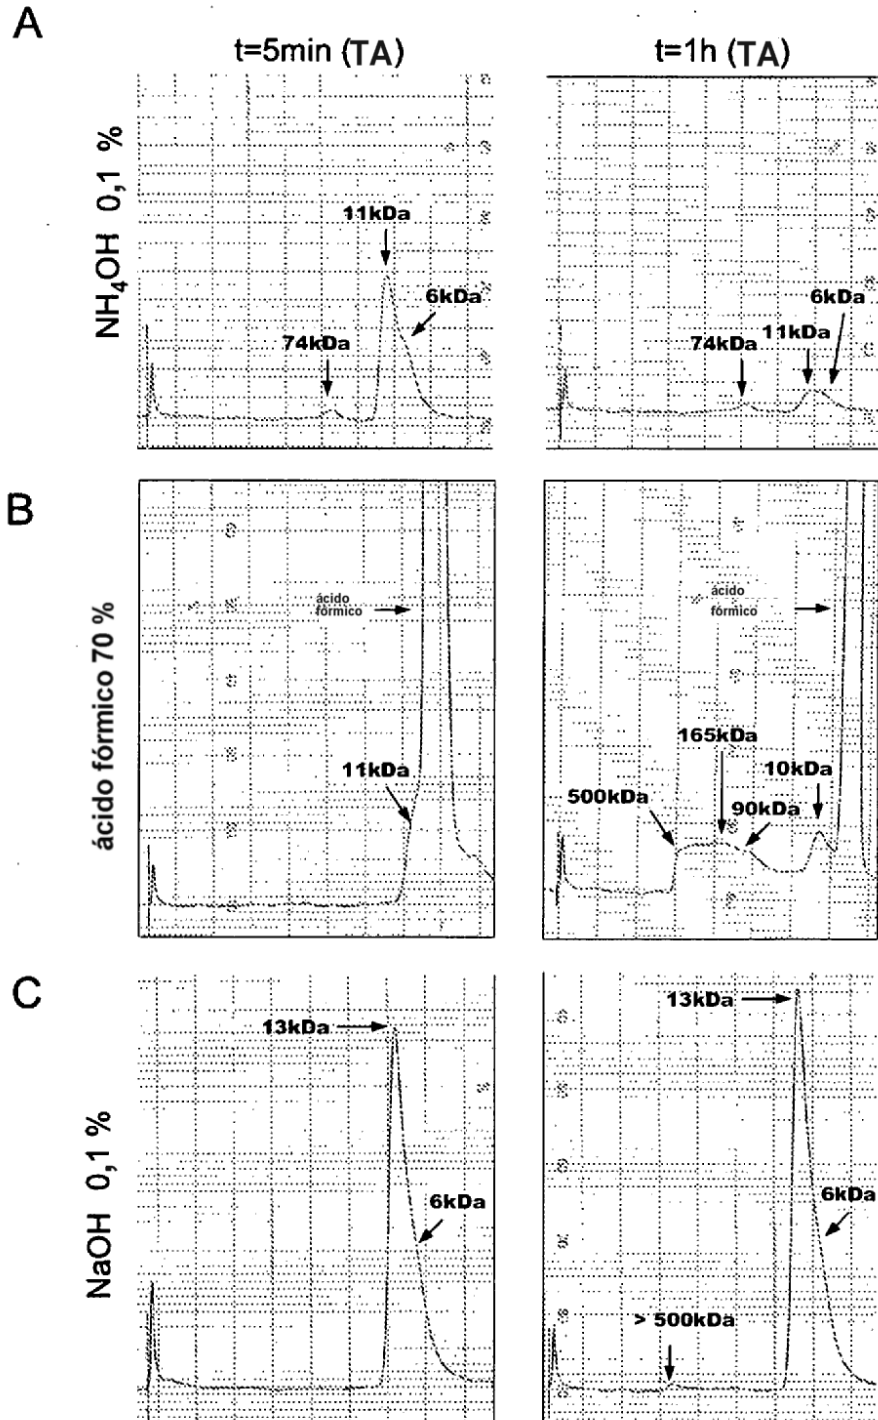 A
t=5min (TA)
t=1h (TA)
NH₄OH 0,1 %
11kDa
6kDa
74kDa
6kDa
11kDa
74kDa
B
ácido fórmico 70 %
ácido
fórmico
11kDa
ácido
fórmico
165kDa
10kDa
500kDa
90kDa
C
NaOH 0,1 %
13kDa
6kDa
13kDa
6kDa
> 500kDa